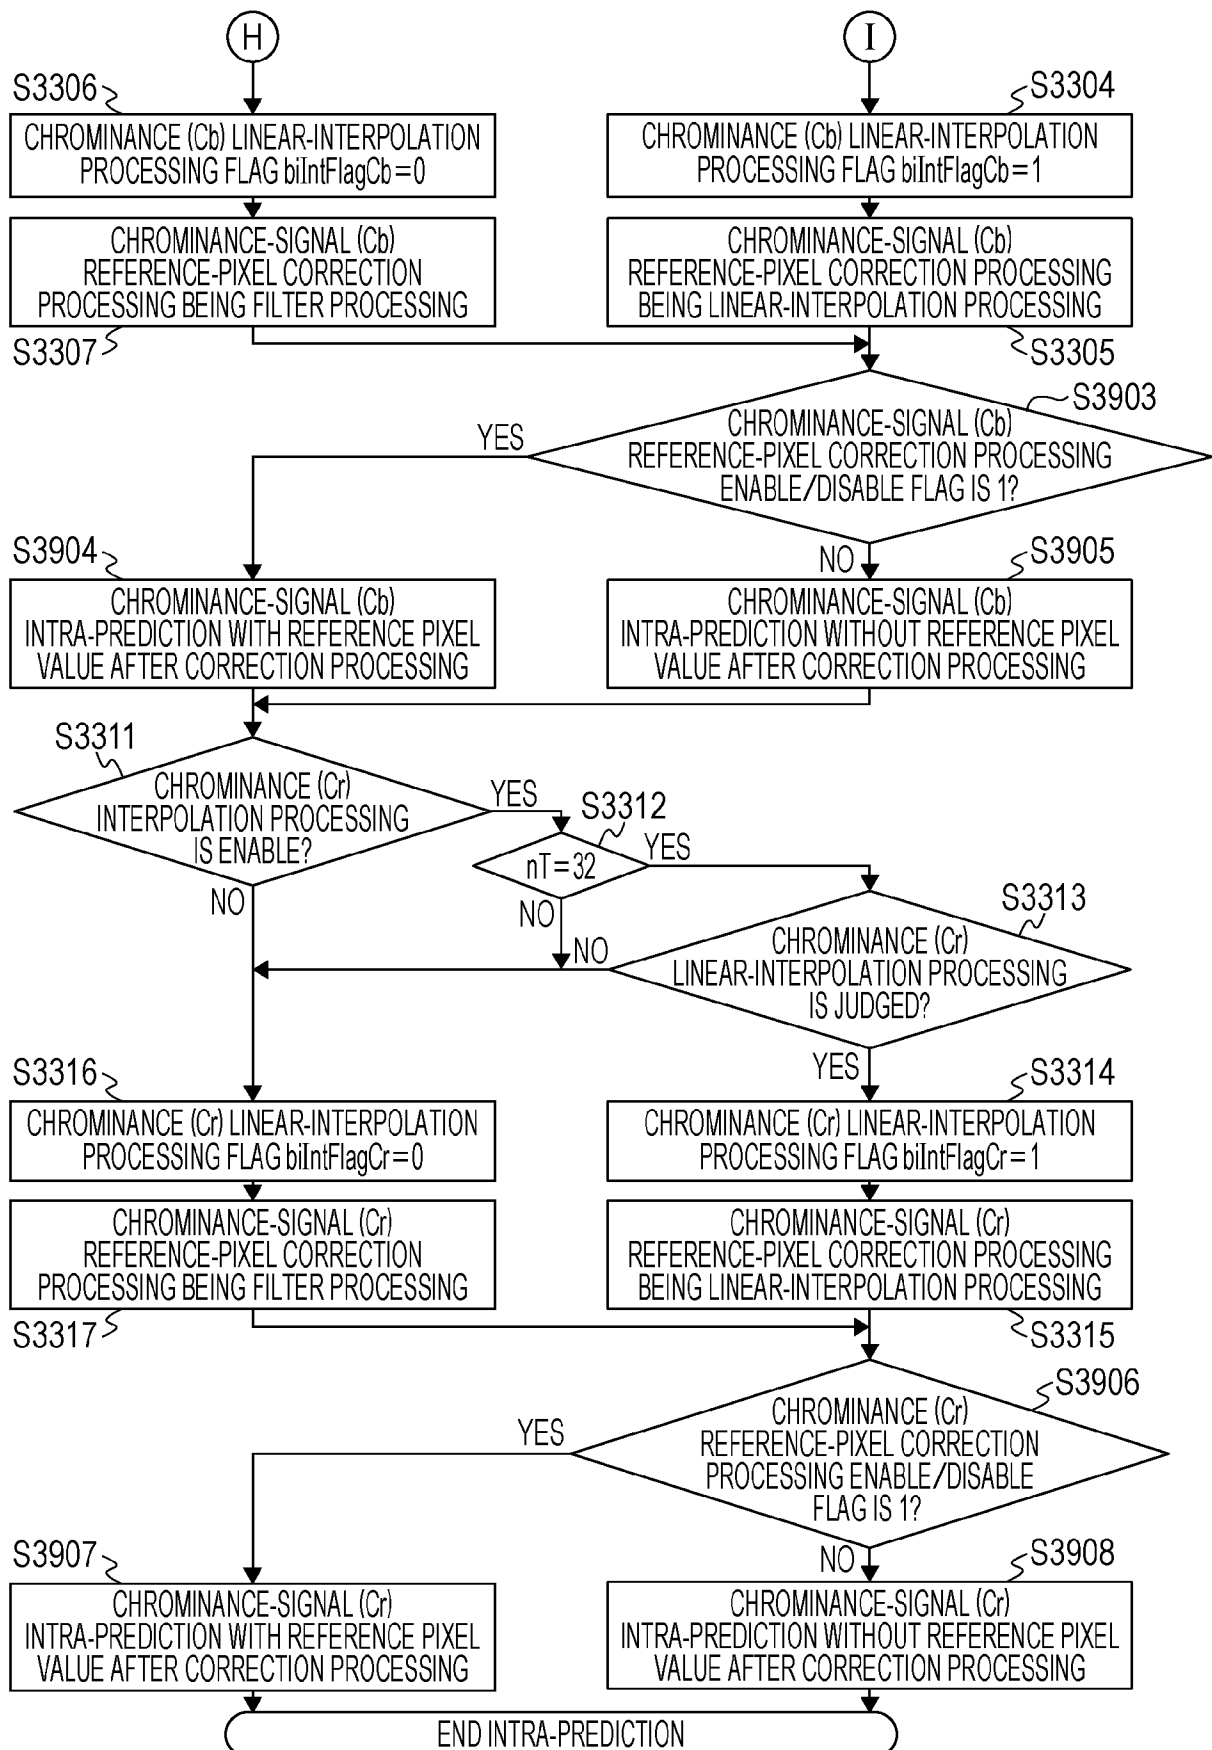 H
I
S3306
S3304
CHROMINANCE (Cb) LINEAR-INTERPOLATION
PROCESSING FLAG biIntFlagCb=0
CHROMINANCE (Cb) LINEAR-INTERPOLATION
PROCESSING FLAG biIntFlagCb=1
CHROMINANCE-SIGNAL (Cb)
REFERENCE-PIXEL CORRECTION
PROCESSING BEING FILTER PROCESSING
CHROMINANCE-SIGNAL (Cb)
REFERENCE-PIXEL CORRECTION PROCESSING
BEING LINEAR-INTERPOLATION PROCESSING
S3307
S3305
S3903
CHROMINANCE-SIGNAL (Cb)
REFERENCE-PIXEL CORRECTION PROCESSING
ENABLE/DISABLE FLAG IS 1?
YES
NO
S3904
S3905
CHROMINANCE-SIGNAL (Cb)
INTRA-PREDICTION WITH REFERENCE PIXEL
VALUE AFTER CORRECTION PROCESSING
CHROMINANCE-SIGNAL (Cb)
INTRA-PREDICTION WITHOUT REFERENCE PIXEL
VALUE AFTER CORRECTION PROCESSING
S3311
CHROMINANCE (Cr)
INTERPOLATION PROCESSING
IS ENABLE?
YES
NO
S3312
nT=32
YES
NO
S3313
CHROMINANCE (Cr)
LINEAR-INTERPOLATION PROCESSING
IS JUDGED?
NO
YES
S3316
S3314
CHROMINANCE (Cr) LINEAR-INTERPOLATION
PROCESSING FLAG biIntFlagCr=0
CHROMINANCE (Cr) LINEAR-INTERPOLATION
PROCESSING FLAG biIntFlagCr=1
CHROMINANCE-SIGNAL (Cr)
REFERENCE-PIXEL CORRECTION
PROCESSING BEING FILTER PROCESSING
CHROMINANCE-SIGNAL (Cr)
REFERENCE-PIXEL CORRECTION PROCESSING
BEING LINEAR-INTERPOLATION PROCESSING
S3317
S3315
S3906
CHROMINANCE (Cr)
REFERENCE-PIXEL CORRECTION
PROCESSING ENABLE/DISABLE
FLAG IS 1?
YES
NO
S3907
S3908
CHROMINANCE-SIGNAL (Cr)
INTRA-PREDICTION WITH REFERENCE PIXEL
VALUE AFTER CORRECTION PROCESSING
CHROMINANCE-SIGNAL (Cr)
INTRA-PREDICTION WITHOUT REFERENCE PIXEL
VALUE AFTER CORRECTION PROCESSING
END INTRA-PREDICTION